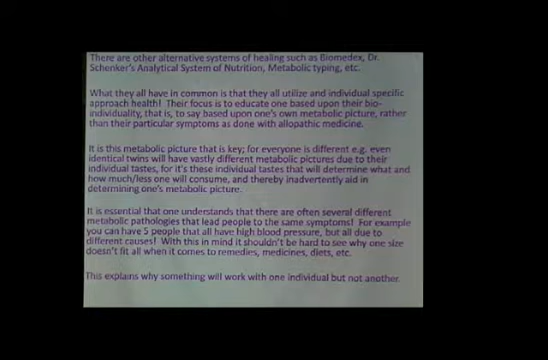 There are other alternative systems of healing such as Biomedex, Dr.
Schenker's Analytical System of Nutrition, Metabolic typing, etc.
What they all have in common is that they all utilize and individual specific
approach health! Their focus is to educate one based upon their bio-
individuality, that is, to say based upon one's own metabolic picture, rather
than their particular symptoms as done with allopathic medicine.
It is this metabolic picture that is key; for everyone is different e.g. even
identical twins will have vastly different metabolic pictures due to their
individual tastes, for it's these individual tastes that will determine what and
how much/less one will consume, and thereby inadvertently aid in
determining one's metabolic picture.
It is essential that one understands that there are often several different
metabolic pathologies that lead people to the same symptoms! For example
you can have 5 people that all have high blood pressure, but all due to
different causes! With this in mind it shouldn't be hard to see why one size
doesn't fit all when it comes to remedies, medicines, diets, etc.
This explains why something will work with one individual but not another.